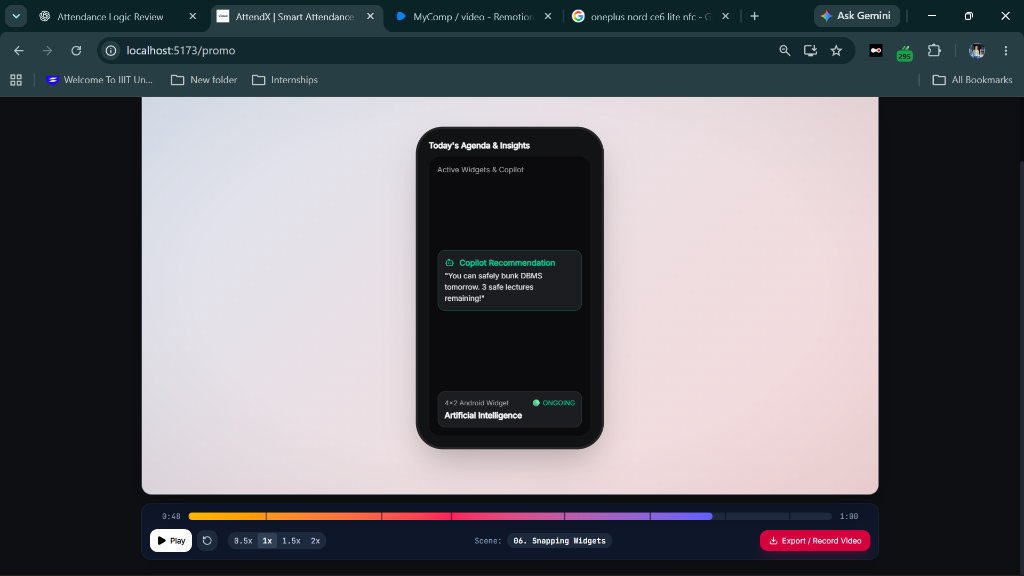 Attendance Logic Review
AttendX | Smart Attendance
MyComp / video - Remotion
oneplus nord ce6 lite nfc - G
Ask Gemini
localhost:5173/promo
295
Welcome To IIIT Un...
New folder
Internships
All Bookmarks
Today's Agenda & Insights
Active Widgets & Copilot
Copilot Recommendation
"You can safely bunk DBMS
tomorrow. 3 safe lectures
remaining!"
4×2 Android Widget
ONGOING
Artificial Intelligence
0:48
1:00
Play
0.5x 1x 1.5x 2x
Scene: 06. Snapping Widgets
Export / Record Video